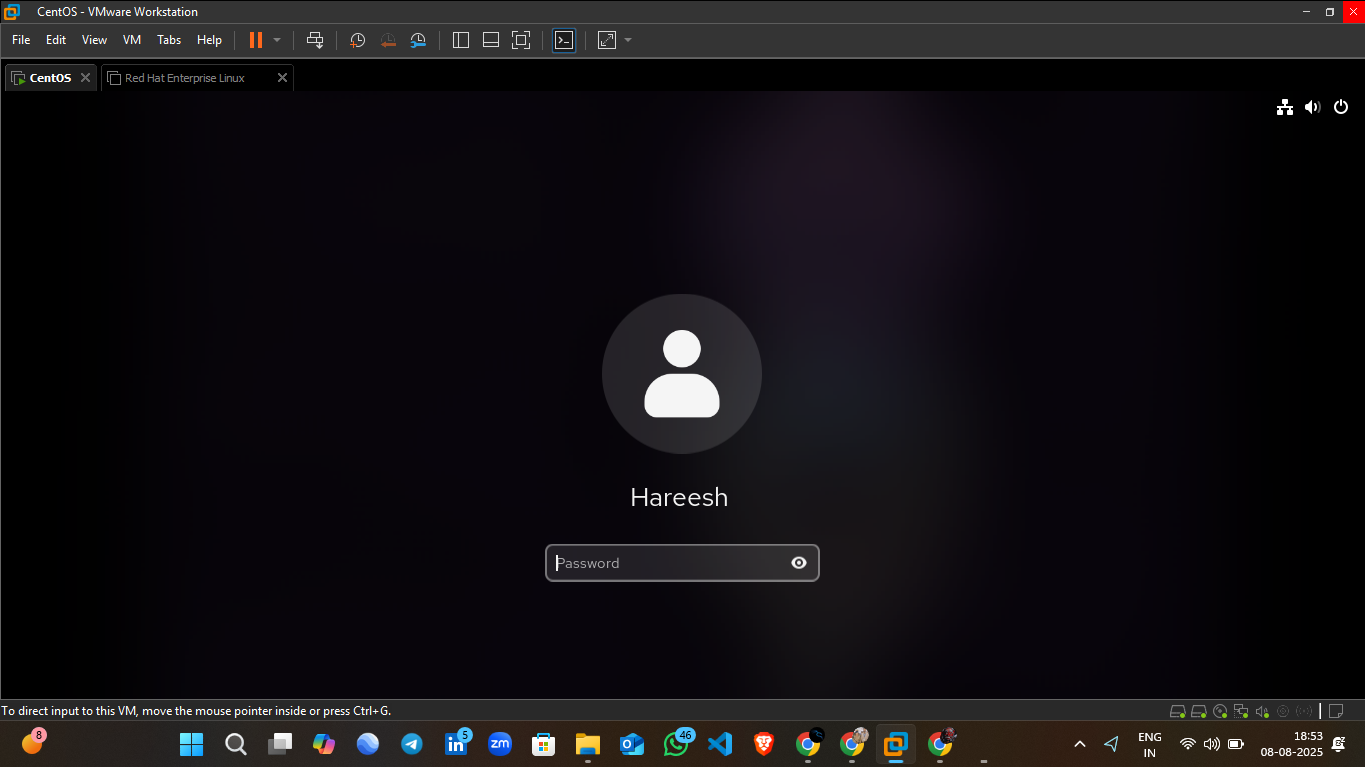 CentOS - VMware Workstation
File Edit View VM Tabs Help
CentOS Red Hat Enterprise Linux
Hareesh
Password
To direct input to this VM, move the mouse pointer inside or press Ctrl+G.
8
in 5
zm
46
ENG
IN
18:53
08-08-2025